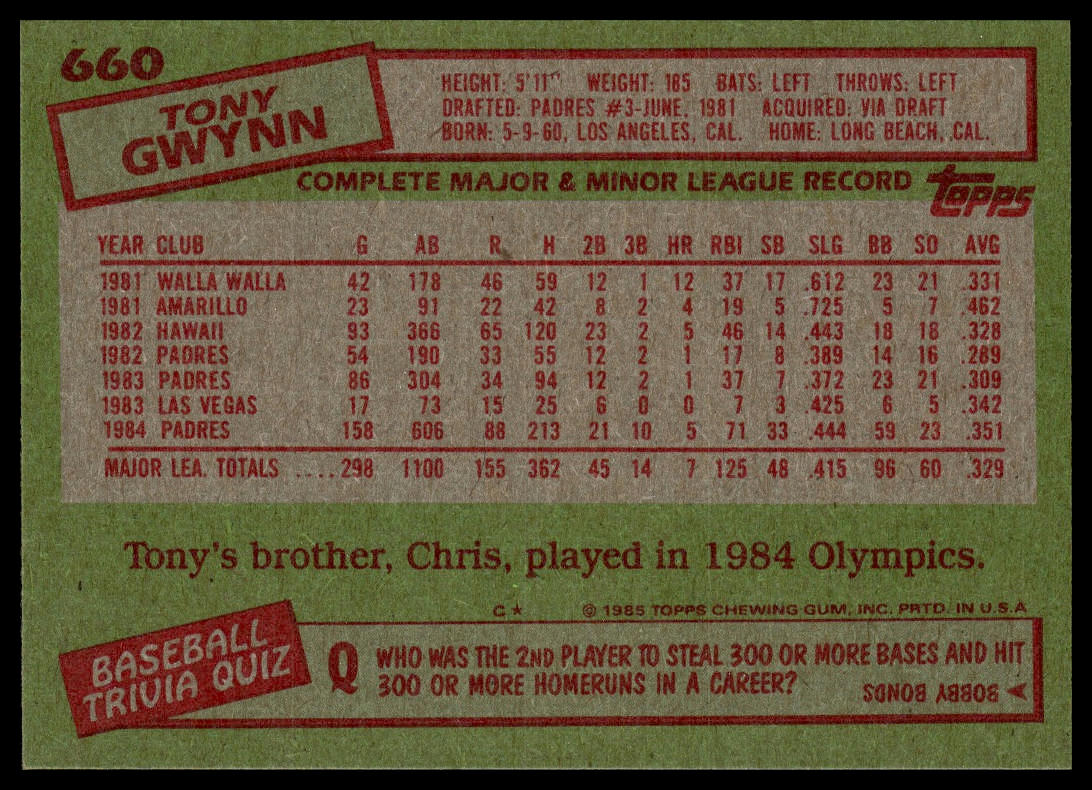 660
TONY
GWYNN
HEIGHT: 5'11" WEIGHT: 185 BATS: LEFT THROWS: LEFT
DRAFTED: PADRES #3-JUNE, 1981 ACQUIRED: VIA DRAFT
BORN: 5-9-60, LOS ANGELES, CAL. HOME: LONG BEACH, CAL.
COMPLETE MAJOR & MINOR LEAGUE RECORD topps
YEAR CLUB G AB R H 2B 3B HR RBI SB SLG BB SO AVG
1981 WALLA WALLA 42 178 46 59 12 1 12 37 17 .612 23 21 .331
1981 AMARILLO 23 91 22 42 8 2 4 19 5 .725 5 7 .462
1982 HAWAII 93 366 65 120 23 2 5 46 14 .443 18 18 .328
1982 PADRES 54 190 33 55 12 2 1 17 8 .389 14 16 .289
1983 PADRES 86 304 34 94 12 2 1 37 7 .372 23 21 .309
1983 LAS VEGAS 17 73 15 25 6 0 0 7 3 .425 6 5 .342
1984 PADRES 158 606 88 213 21 10 5 71 33 .444 59 23 .351
MAJOR LEA. TOTALS ....298 1100 155 362 45 14 7 125 48 .415 96 60 .329
Tony's brother, Chris, played in 1984 Olympics.
C★ © 1985 TOPPS CHEWING GUM, INC. PRTD. IN U.S.A
BASEBALL
TRIVIA QUIZ
Q WHO WAS THE 2ND PLAYER TO STEAL 300 OR MORE BASES AND HIT
300 OR MORE HOMERUNS IN A CAREER?
BOBBY BONDS